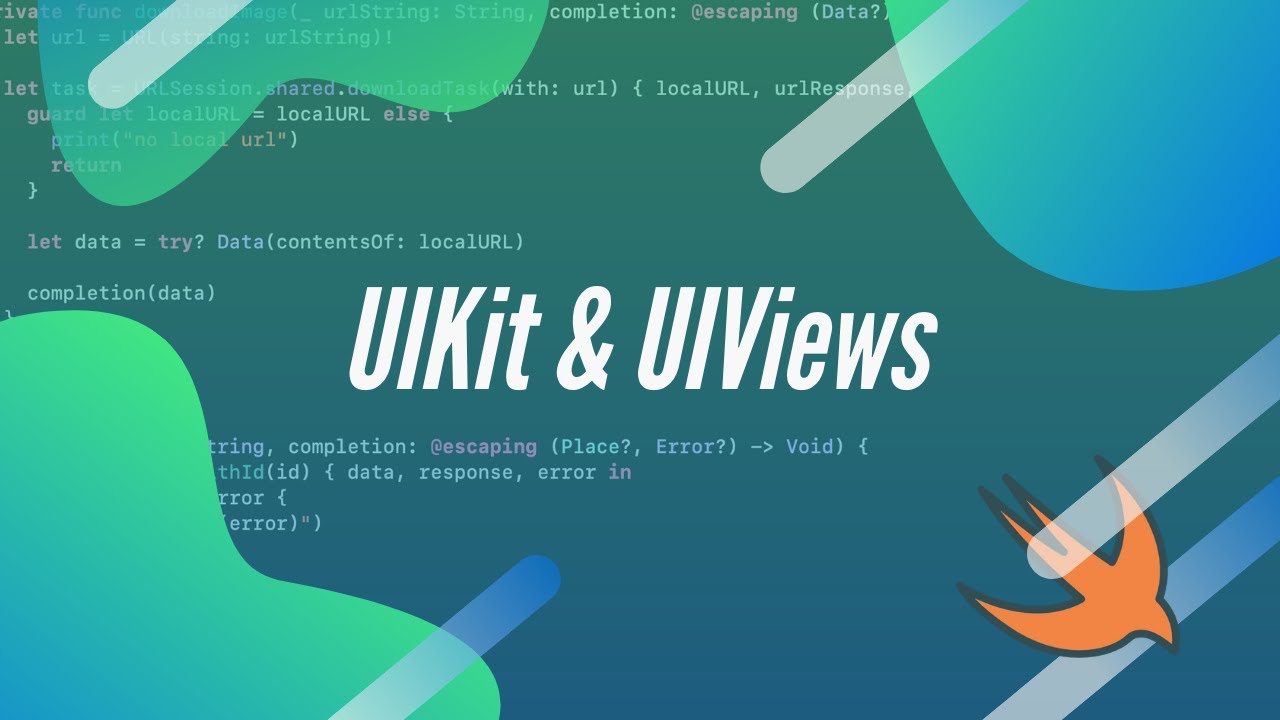 rivate func downloadImage(_ urlString: String, completion: @escaping (Data?)
let url = URL(string: urlString)!
let task = URLSession.shared.downloadTask(with: url) { localURL, urlResponse,
guard let localURL = localURL else {
print("no local url")
return
}
let data = try? Data(contentsOf: localURL)
completion(data)
}
UIKit & UIViews
tring, completion: @escaping (Place?, Error?) -> Void) {
thId(id) { data, response, error in
rror {
(error)")